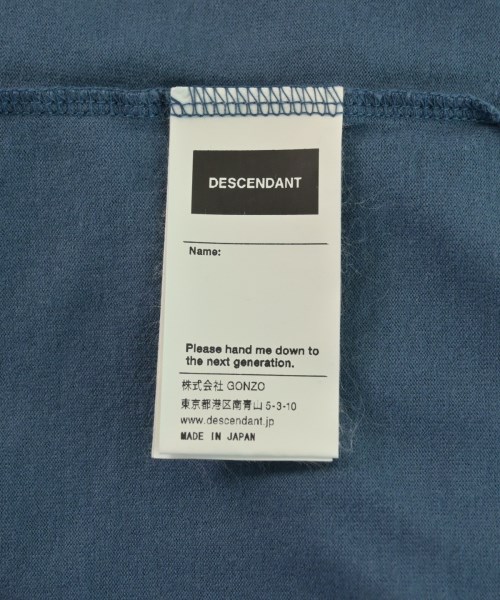 DESCENDANT
Name:
Please hand me down to
the next generation.
株式会社 GONZO
東京都港区南青山 5-3-10
www.descendant.jp
MADE IN JAPAN